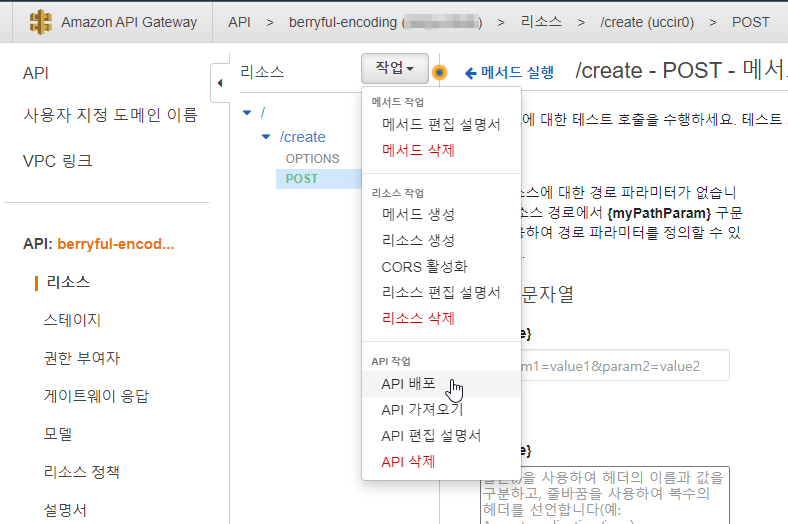 Amazon API Gateway
API > berryful-encoding ( ) > 리소스 > /create (uccir0) > POST
API
사용자 지정 도메인 이름
VPC 링크
API: berryful-encod...
리소스
스테이지
권한 부여자
게이트웨이 응답
모델
리소스 정책
설명서
리소스
작업
/
/create
OPTIONS
POST
메서드 작업
메서드 편집 설명서
메서드 삭제
리소스 작업
메서드 생성
리소스 생성
CORS 활성화
리소스 편집 설명서
리소스 삭제
API 작업
API 배포
API 가져오기
API 편집 설명서
API 삭제
메서드 실행
/create - POST - 메서
에 대한 테스트 호출을 수행하세요. 테스트
소스에 대한 경로 파라미터가 없습니
소스 경로에서 {myPathParam} 구문
용하여 경로 파라미터를 정의할 수 있
문자열
m1=value1&param2=value2
을 사용하여 헤더의 이름과 값을
구분하고, 줄바꿈을 사용하여 복수의
헤더를 선언합니다(예: